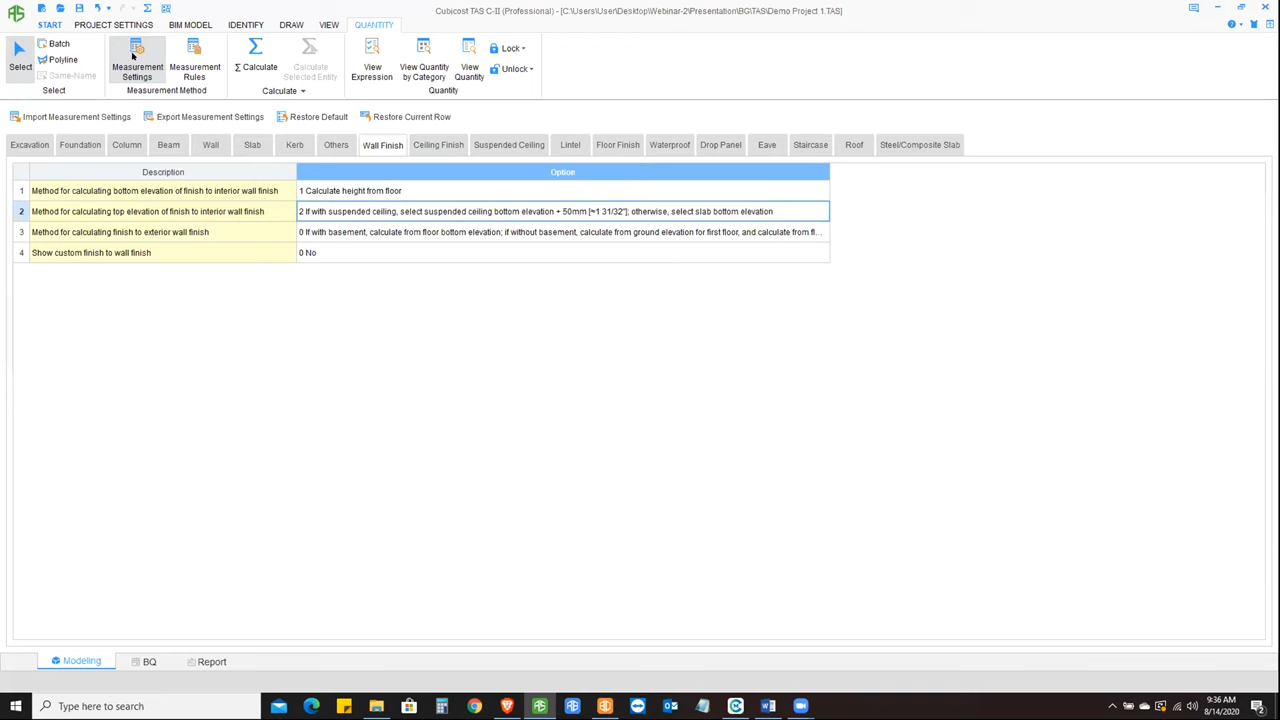 Cubicost TAS C-II (Professional) - [C:\Users\User\Desktop\Webinar-2\Presentation\BG\TAS\Demo Project 1.TAS]
START PROJECT SETTINGS BIM MODEL IDENTIFY DRAW VIEW QUANTITY
Select
Batch
Polyline
Same-Name
Select
Measurement Settings
Measurement Rules
Measurement Method
Calculate
Calculate Selected Entity
Calculate
View Expression
View Quantity by Category
View Quantity
Lock
Unlock
Quantity
Import Measurement Settings Export Measurement Settings Restore Default Restore Current Row
Excavation Foundation Column Beam Wall Slab Kerb Others Wall Finish Ceiling Finish Suspended Ceiling Lintel Floor Finish Waterproof Drop Panel Eave Staircase Roof Steel/Composite Slab
Description Option
1 Method for calculating bottom elevation of finish to interior wall finish 1 Calculate height from floor
2 Method for calculating top elevation of finish to interior wall finish 2 If with suspended ceiling, select suspended ceiling bottom elevation + 50mm [≈1 31/32"]; otherwise, select slab bottom elevation
3 Method for calculating finish to exterior wall finish 0 If with basement, calculate from floor bottom elevation; if without basement, calculate from ground elevation for first floor, and calculate from fl...
4 Show custom finish to wall finish 0 No
Modeling BQ Report
Type here to search
9:36 AM
8/14/2020
2